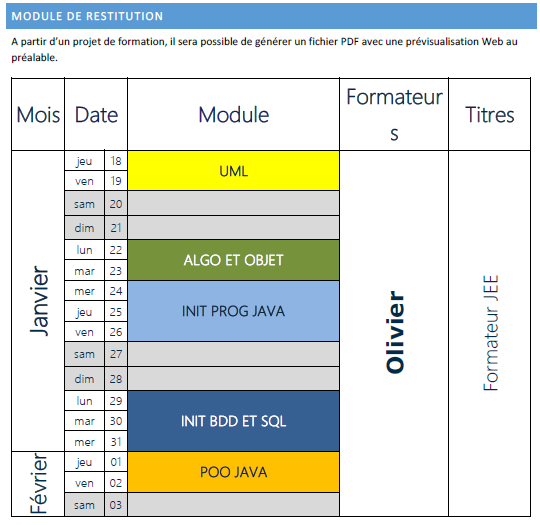 MODULE DE RESTITUTION
A partir d'un projet de formation, il sera possible de générer un fichier PDF avec une prévisualisation Web au
préalable.
Mois Date Module Formateur
s Titres
Janvier
jeu 18
UML
ven 19
sam 20
dim 21
lun 22
ALGO ET OBJET
mar 23
mer 24
INIT PROG JAVA
jeu 25
ven 26
sam 27
dim 28
lun 29
INIT BDD ET SQL
mar 30
mer 31
Février
jeu 01
POO JAVA
ven 02
sam 03
Olivier
Formateur JEE